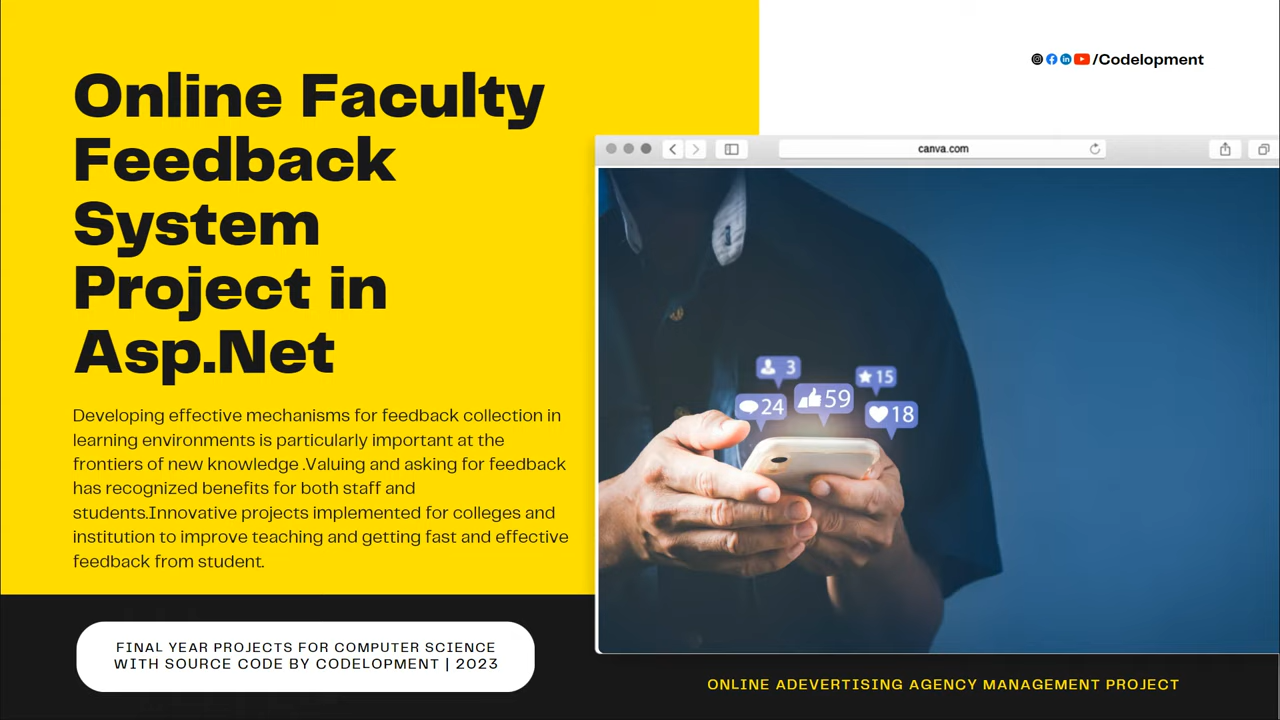 Online Faculty
Feedback
System
Project in
Asp.Net
Developing effective mechanisms for feedback collection in
learning environments is particularly important at the
frontiers of new knowledge .Valuing and asking for feedback
has recognized benefits for both staff and
students.Innovative projects implemented for colleges and
institution to improve teaching and getting fast and effective
feedback from student.
FINAL YEAR PROJECTS FOR COMPUTER SCIENCE
WITH SOURCE CODE BY CODELOPMENT | 2023
/Codelopment
canva.com
3
15
24
59
18
ONLINE ADEVERTISING AGENCY MANAGEMENT PROJECT